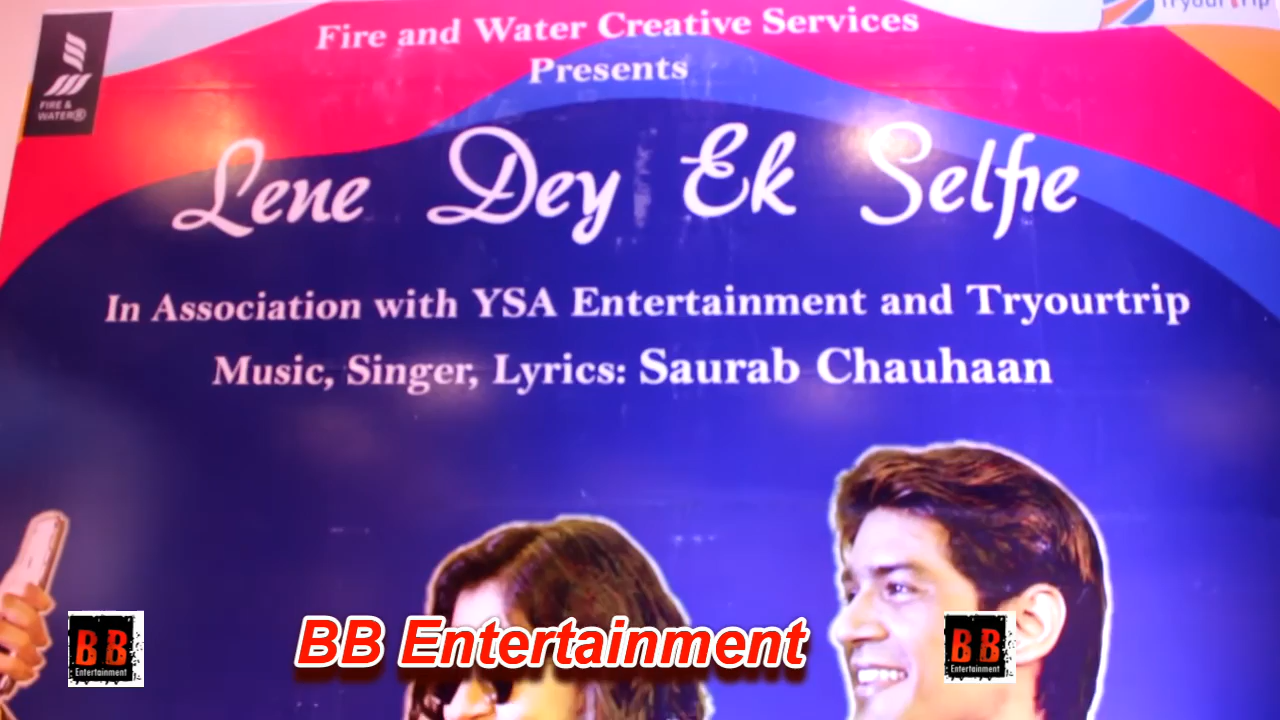 Fire and Water Creative Services
Tryourtrip
Presents
FIRE &
WATER®
Lene Dey Ek Selfie
In Association with YSA Entertainment and Tryourtrip
Music, Singer, Lyrics: Saurab Chauhaan
BB Entertainment
BB
Entertainment
BB
Entertainment